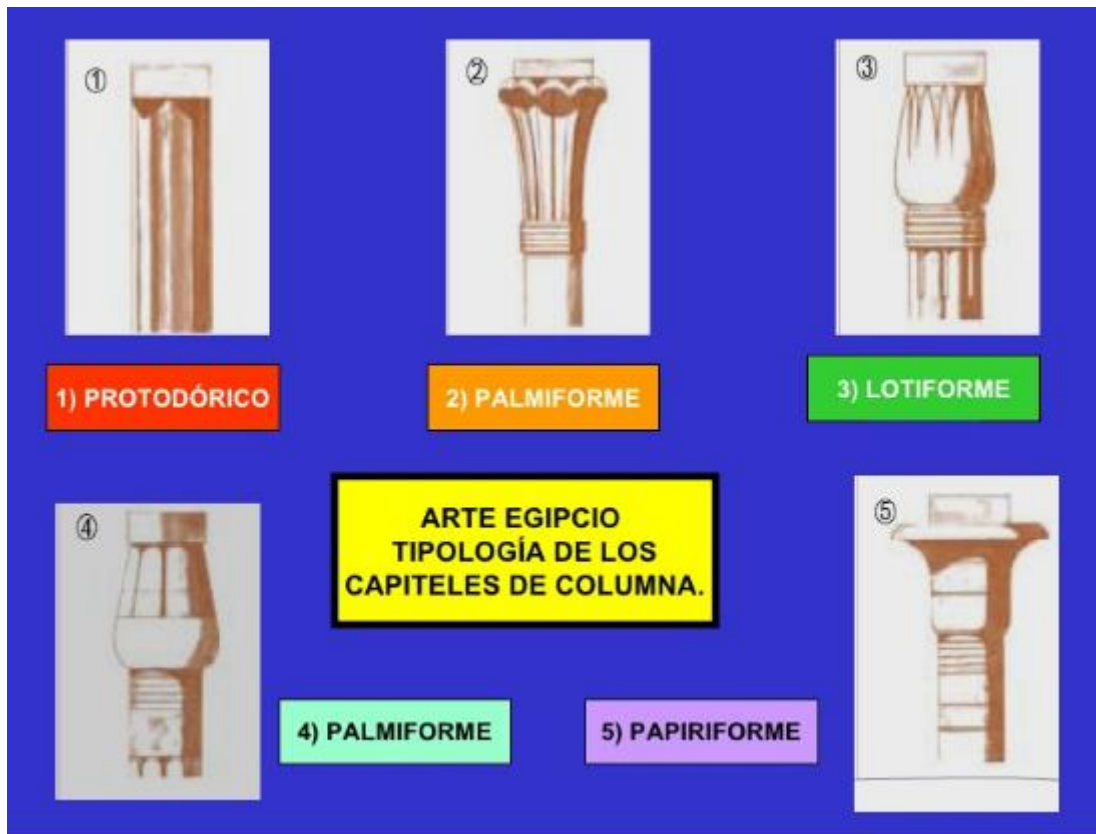 ①
②
③
1) PROTODÓRICO
2) PALMIFORME
3) LOTIFORME
ARTE EGIPCIO
TIPOLOGÍA DE LOS
CAPITELES DE COLUMNA.
④
⑤
4) PALMIFORME
5) PAPIRIFORME